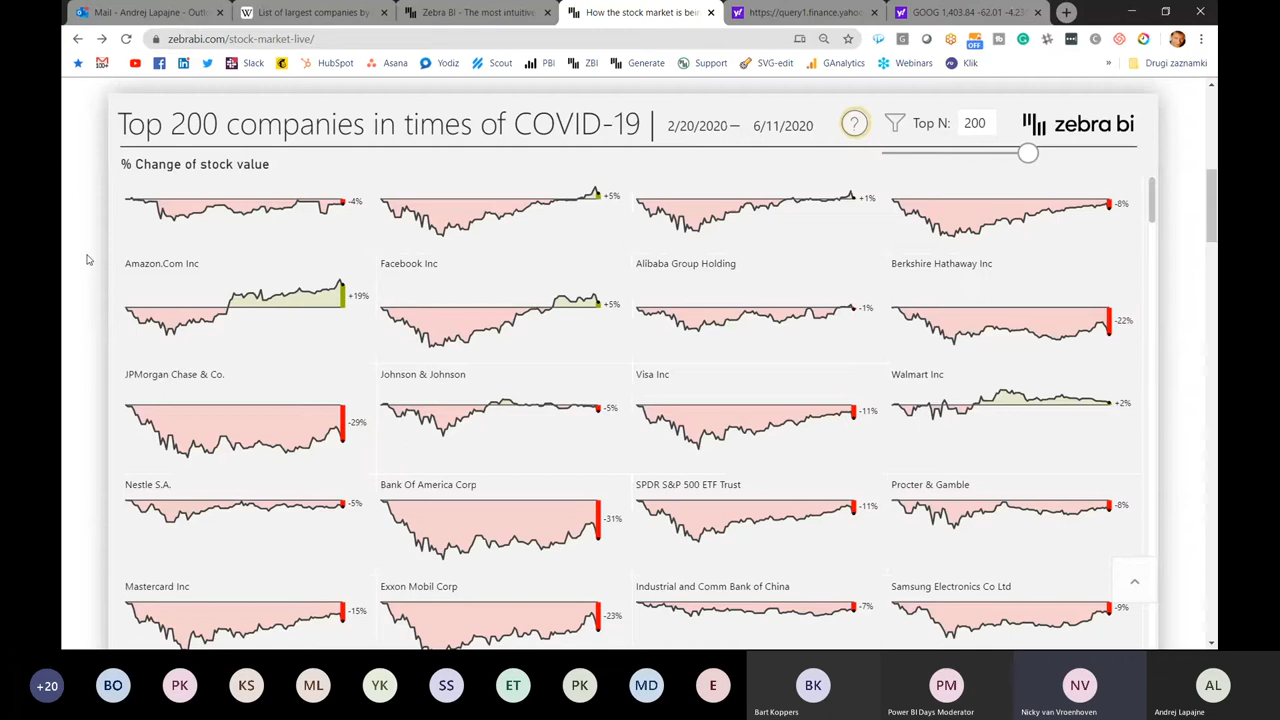 Mail - Andrej Lapajne - Outl
List of largest companies by
Zebra BI - The most intuitive
How the stock market is bein
https://query1.finance.yahoo
GOOG 1,403.84 -62.01 -4.23
zebrabi.com/stock-market-live/
100+
Slack
HubSpot
Asana
Yodiz
Scout
PBI
ZBI
Generate
Support
SVG-edit
GAnalytics
Webinars
Klik
»
Drugi zaznamki
OFF
Top 200 companies in times of COVID-19 | 2/20/2020 — 6/11/2020
?
Top N: 200
zebra bi
% Change of stock value
-4%
+5%
+1%
-8%
Amazon.Com Inc
Facebook Inc
Alibaba Group Holding
Berkshire Hathaway Inc
+19%
+5%
-1%
-22%
JPMorgan Chase & Co.
Johnson & Johnson
Visa Inc
Walmart Inc
-29%
-5%
-11%
+2%
Nestle S.A.
Bank Of America Corp
SPDR S&P 500 ETF Trust
Procter & Gamble
-5%
-31%
-11%
-8%
Mastercard Inc
Exxon Mobil Corp
Industrial and Comm Bank of China
Samsung Electronics Co Ltd
-15%
-23%
-7%
-9%
+20
BO
PK
KS
ML
YK
SS
ET
PK
MD
E
BK
Bart Koppers
PM
Power BI Days Moderator
NV
Nicky van Vroenhoven
AL
Andrej Lapajne